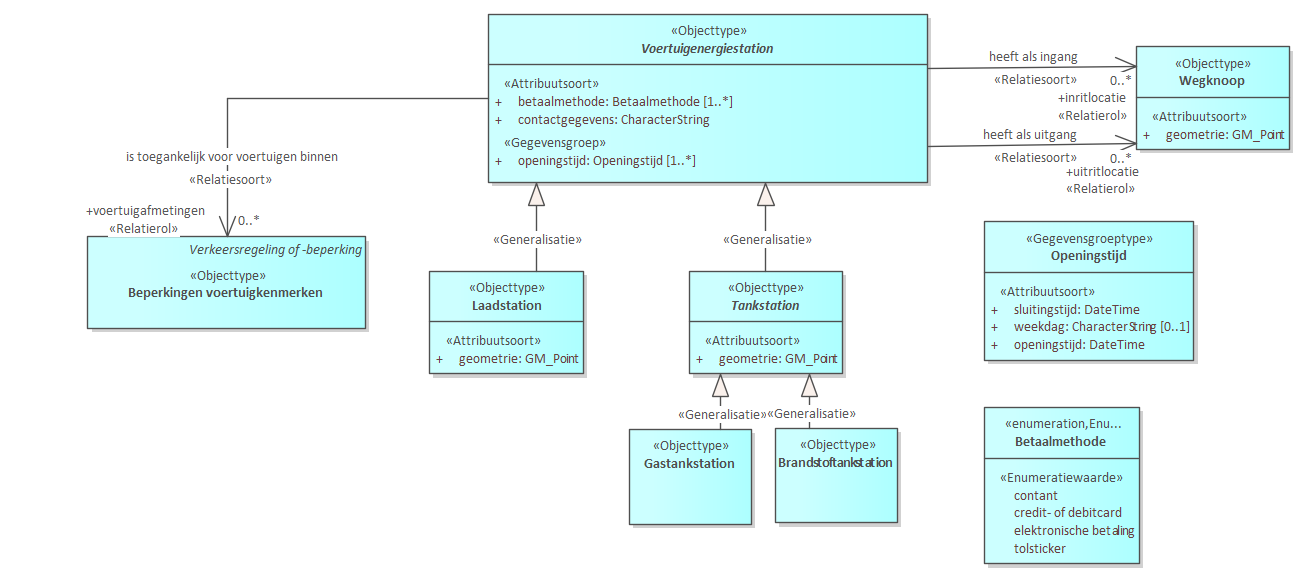 «Objecttype»
Voertuigenergiestation
«Attribuutsoort»
+ betaalmethode: Betaalmethode [1..*]
+ contactgegevens: CharacterString
«Gegevensgroep»
+ openingstijd: Openingstijd [1..*]
heeft als ingang
«Relatiesoort» 0..*
+inritlocatie
«Relatierol»
heeft als uitgang
«Relatiesoort» 0..*
+uitritlocatie
«Relatierol»
«Objecttype»
Wegknoop
«Attribuutsoort»
+ geometrie: GM_Point
is toegankelijk voor voertuigen binnen
«Relatiesoort»
+voertuigafmetingen
«Relatierol»
0..*
Verkeersregeling of -beperking
«Objecttype»
Beperkingen voertuigkenmerken
«Generalisatie»
«Generalisatie»
«Objecttype»
Laadstation
«Attribuutsoort»
+ geometrie: GM_Point
«Objecttype»
Tankstation
«Attribuutsoort»
+ geometrie: GM_Point
«Gegevensgroeptype»
Openingstijd
«Attribuutsoort»
+ sluitingstijd: DateTime
+ weekdag: CharacterString [0..1]
+ openingstijd: DateTime
«Generalisatie»
«Generalisatie»
«Objecttype»
Gastankstation
«Objecttype»
Brandstoftankstation
«enumeration,Enu...
Betaalmethode
«Enumeratiewaarde»
contant
credit- of debitcard
elektronische betaling
tolsticker